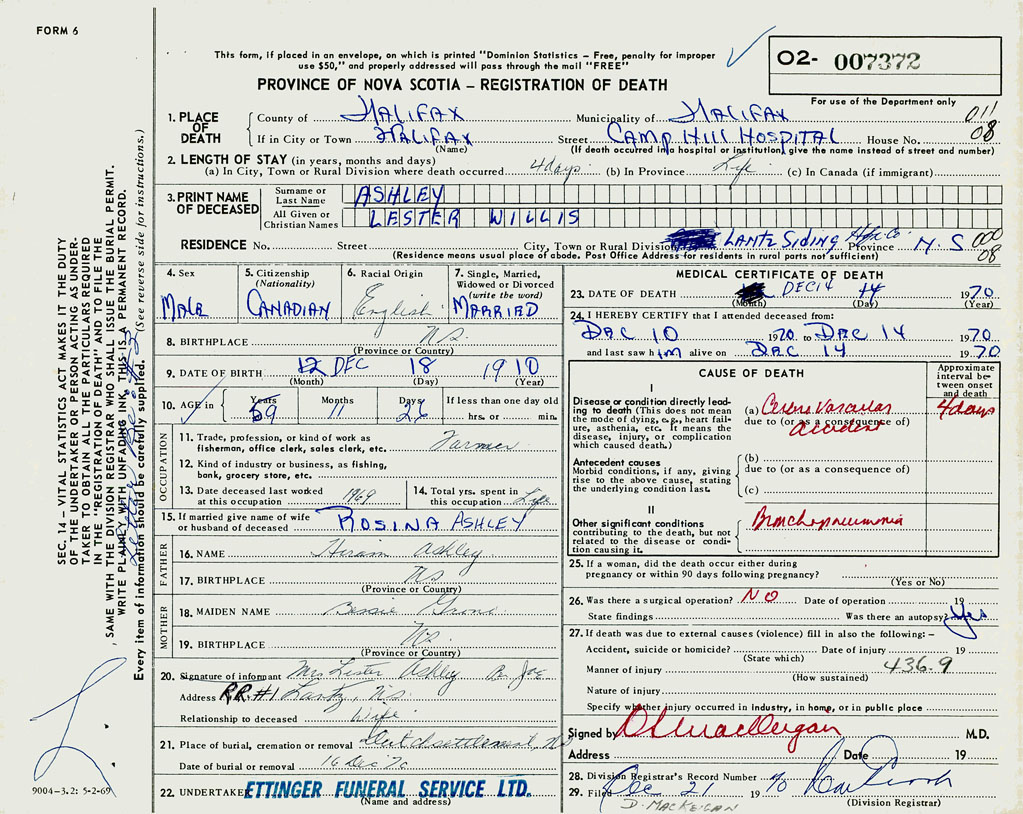 FORM 6
This form, if placed in an envelope, on which is printed "Dominion Statistics – Free, penalty for improper
use $50," and properly addressed will pass through the mail "FREE"
O2- 007372
PROVINCE OF NOVA SCOTIA – REGISTRATION OF DEATH
For use of the Department only
1. PLACE OF DEATH
County of HALIFAX Municipality of HALIFAX 011
If in City or Town HALIFAX Street CAMP HILL HOSPITAL House No. 08
(Name) (If death occurred in a hospital or institution, give the name instead of street and number)
2. LENGTH OF STAY (in years, months and days)
(a) In City, Town or Rural Division where death occurred 4 days (b) In Province Life (c) In Canada (if immigrant)
3. PRINT NAME OF DECEASED
Surname or Last Name ASHLEY
All Given or Christian Names LESTER WILLIS
RESIDENCE No. Street City, Town or Rural Division LANTZ SIDING Hfx Co. Province N.S 000
(Residence means usual place of abode. Post Office Address for residents in rural parts not sufficient) 08
4. Sex MALE
5. Citizenship (Nationality) CANADIAN
6. Racial Origin English
7. Single, Married, Widowed or Divorced (write the word) MARRIED
8. BIRTHPLACE N.S.
(Province or Country)
9. DATE OF BIRTH 12 DEC 18 1910
(Month) (Day) (Year)
10. AGE in Years 59 Months 11 Days 26 If less than one day old hrs. or min.
OCCUPATION
11. Trade, profession, or kind of work as fisherman, office clerk, sales clerk, etc. Farmer
12. Kind of industry or business, as fishing, bank, grocery store, etc.
13. Date deceased last worked at this occupation 1969
14. Total yrs. spent in this occupation Life
15. If married give name of wife or husband of deceased ROSINA ASHLEY
FATHER
16. NAME Hiram Ashley
17. BIRTHPLACE NS
(Province or Country)
MOTHER
18. MAIDEN NAME Bessie
19. BIRTHPLACE N.S.
(Province or Country)
20. Signature of informant Mrs Lester Ashley
Address RR #1 Lantz, N.S.
Relationship to deceased Wife
21. Place of burial, cremation or removal Dutch settlement, NS
Date of burial or removal 16 Dec 70
22. UNDERTAKER ETTINGER FUNERAL SERVICE LTD.
(Name and address)
MEDICAL CERTIFICATE OF DEATH
23. DATE OF DEATH DEC 14 14 1970
(Month) (Day) (Year)
24. I HEREBY CERTIFY that I attended deceased from:
DEC 10 1970 to DEC 14 1970
and last saw him alive on DEC 14 1970
CAUSE OF DEATH
Approximate interval between onset and death
I
Disease or condition directly leading to death (This does not mean the mode of dying, e.g., heart failure, asthenia, etc. It means the disease, injury, or complication which caused death.)
(a) Cerebro Vascular 4 days
due to (or as a consequence of)
accident
Antecedent causes
Morbid conditions, if any, giving rise to the above cause, stating the underlying condition last.
(b)
due to (or as a consequence of)
(c)
II
Other significant conditions contributing to the death, but not related to the disease or condition causing it.
Bronchopneumonia
25. If a woman, did the death occur either during pregnancy or within 90 days following pregnancy?
(Yes or No)
26. Was there a surgical operation? NO Date of operation 19
State findings Was there an autopsy? Yes
27. If death was due to external causes (violence) fill in also the following:–
Accident, suicide or homicide? Date of injury 19
(State which)
Manner of injury 436.9
(How sustained)
Nature of injury
Specify whether injury occurred in industry, in home, or in public place
Signed by D L MacKeigan M.D.
Address Date 19
28. Division Registrar's Record Number
29. Filed Dec 21 1970
D. MACKEIGAN (Division Registrar)
SEC. 14 – VITAL STATISTICS ACT MAKES IT THE DUTY
OF THE UNDERTAKER OR PERSON ACTING AS UNDER-
TAKER TO OBTAIN ALL THE PARTICULARS REQUIRED
IN THE "REGISTRATION OF DEATH" AND TO FILE THE
SAME WITH THE DIVISION REGISTRAR WHO SHALL ISSUE THE BURIAL PERMIT.
WRITE PLAINLY WITH UNFADING INK, THIS IS A PERMANENT RECORD.
Every item of information should be carefully supplied. (See reverse side for instructions.)
9004-3.2: 5-2-69